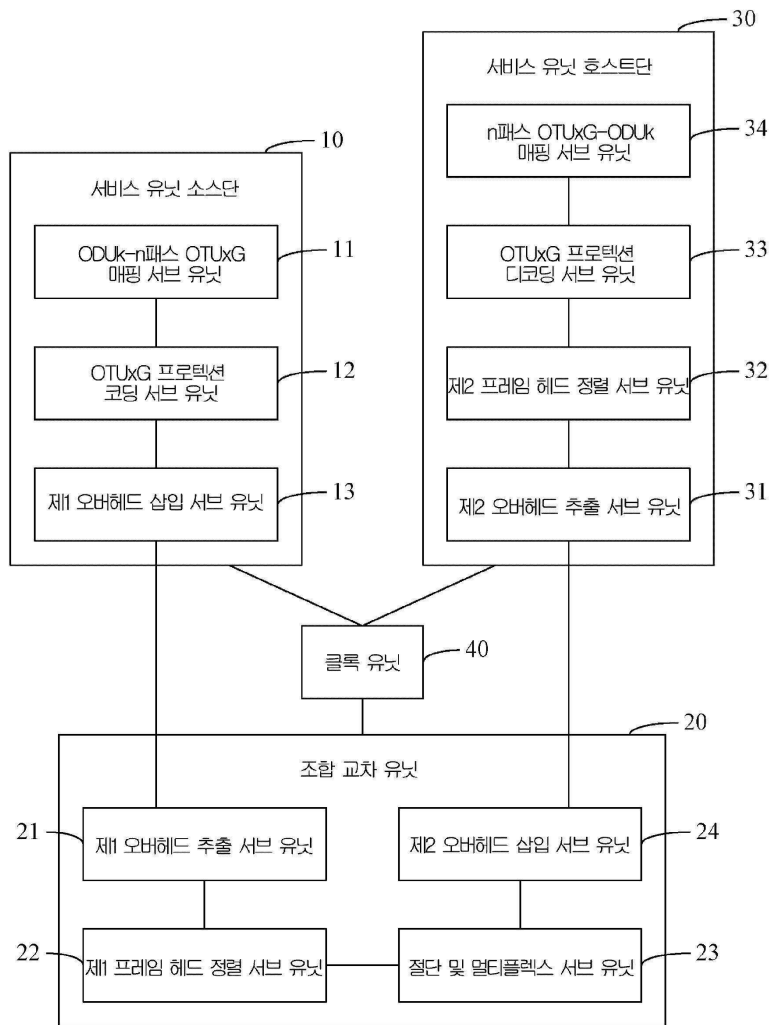 30
서비스 유닛 호스트단
n패스 OTUxG-ODUk
매핑 서브 유닛
34
OTUxG 프로텍션
디코딩 서브 유닛
33
제2 프레임 헤드 정렬 서브 유닛
32
제2 오버헤드 추출 서브 유닛
31
10
서비스 유닛 소스단
ODUk-n패스 OTUxG
매핑 서브 유닛
11
OTUxG 프로텍션
코딩 서브 유닛
12
제1 오버헤드 삽입 서브 유닛
13
클록 유닛
40
20
조합 교차 유닛
21
제1 오버헤드 추출 서브 유닛
제2 오버헤드 삽입 서브 유닛
24
22
제1 프레임 헤드 정렬 서브 유닛
절단 및 멀티플렉스 서브 유닛
23